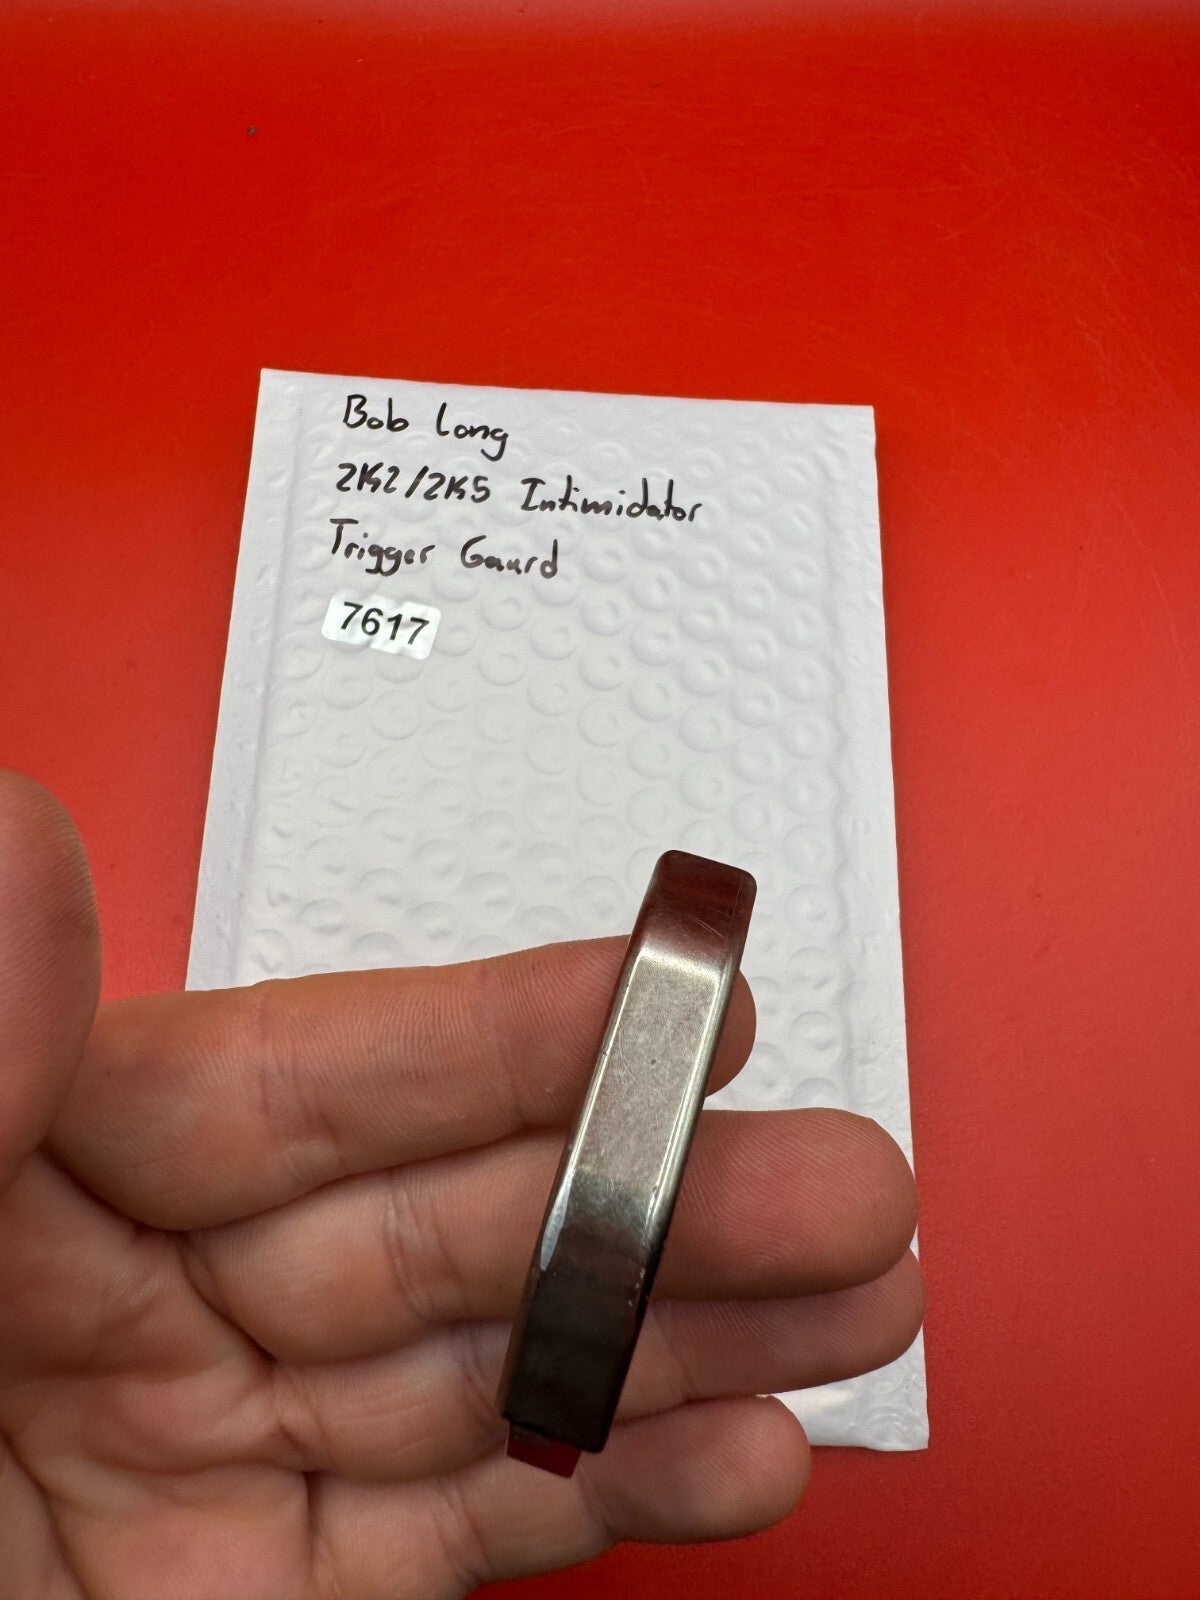 Bob Long
2K2/2K5 Intimidator
Trigger Gaurd
7617